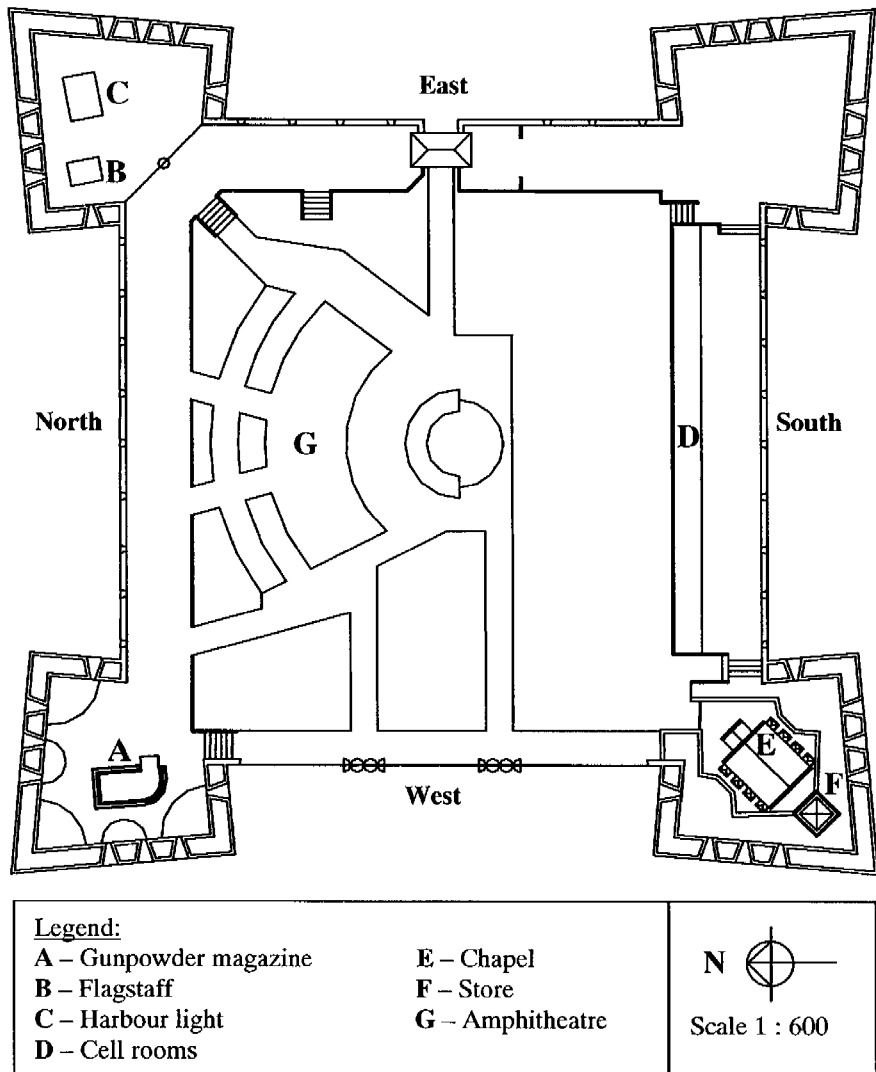 East
C
B
North
G
D
South
A
E
F
West
Legend:
A – Gunpowder magazine
B – Flagstaff
C – Harbour light
D – Cell rooms
E – Chapel
F – Store
G – Amphitheatre
N
Scale 1 : 600